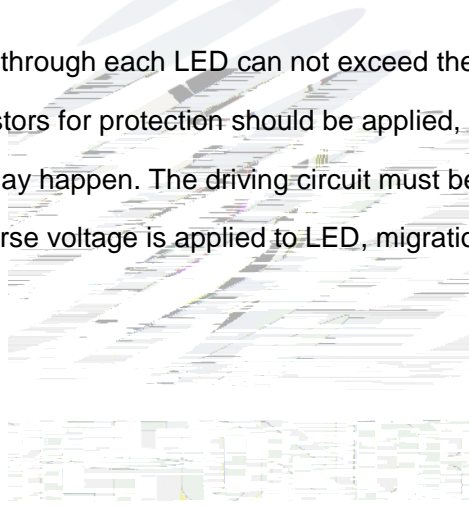 through each LED can not exceed the
stors for protection should be applied,
ay happen. The driving circuit must be
rse voltage is applied to LED, migratio